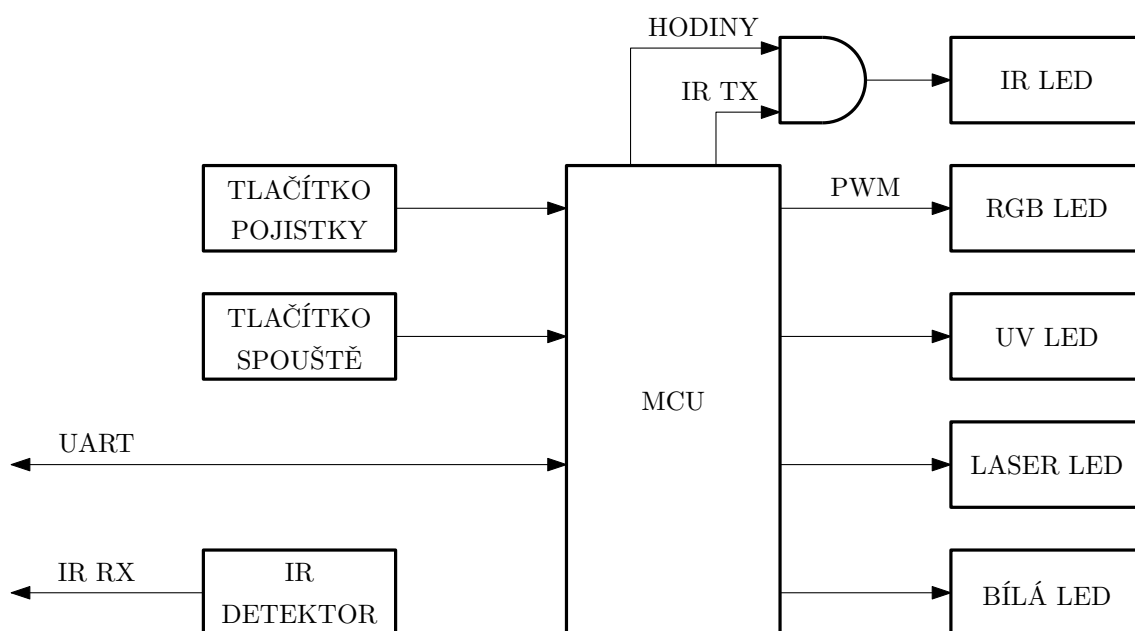 HODINY
IR TX
IR LED
TLAČÍTKO
POJISTKY
PWM
RGB LED
TLAČÍTKO
SPOUŠTĚ
UV LED
MCU
UART
LASER LED
IR RX
IR
DETEKTOR
BÍLÁ LED